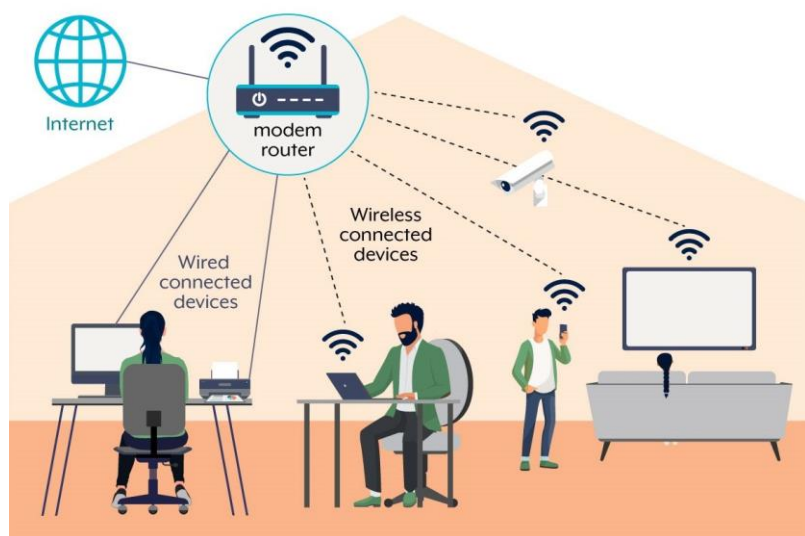 Internet
modem
router
Wireless
connected
devices
Wired
connected
devices